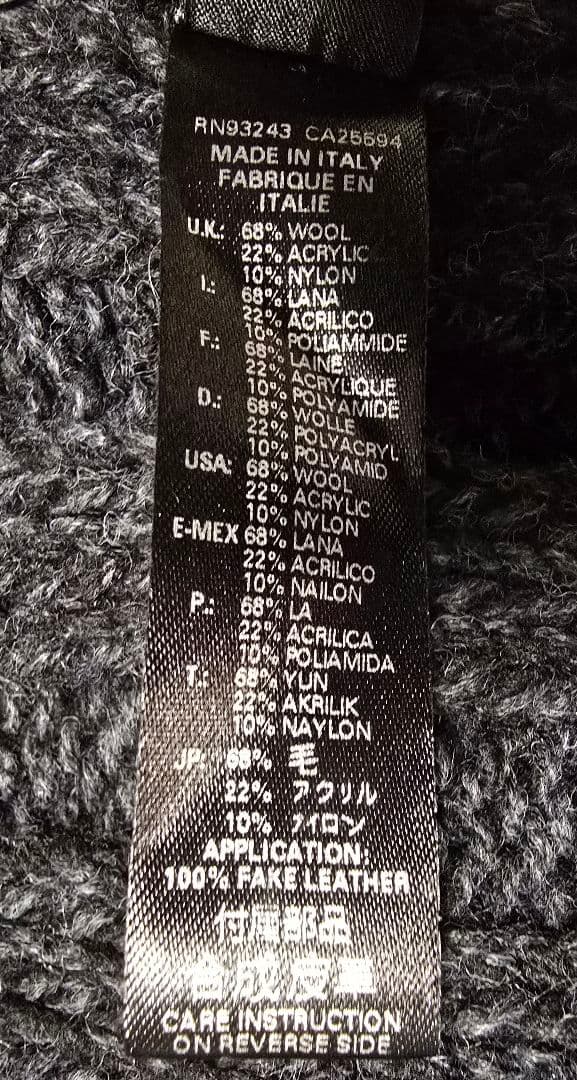 RN93243 CA25594
MADE IN ITALY
FABRIQUE EN
ITALIE
U.K.: 68% WOOL
22% ACRYLIC
10% NYLON
I.: 68% LANA
22% ACRILICO
10% POLIAMMIDE
F.: 68% LAINE
22% ACRYLIQUE
10% POLYAMIDE
D.: 68% WOLLE
22% POLYACRYL
10% POLYAMID
USA: 68% WOOL
22% ACRYLIC
10% NYLON
E-MEX 68% LANA
22% ACRILICO
10% NAILON
P.: 68% LA
22% ACRILICA
10% POLIAMIDA
T.: 68% YUN
22% AKRILIK
10% NAYLON
JP: 68% 毛
22% アクリル
10% ナイロン
APPLICATION:
100% FAKE LEATHER
付属部品
合成皮革
CARE INSTRUCTION
ON REVERSE SIDE